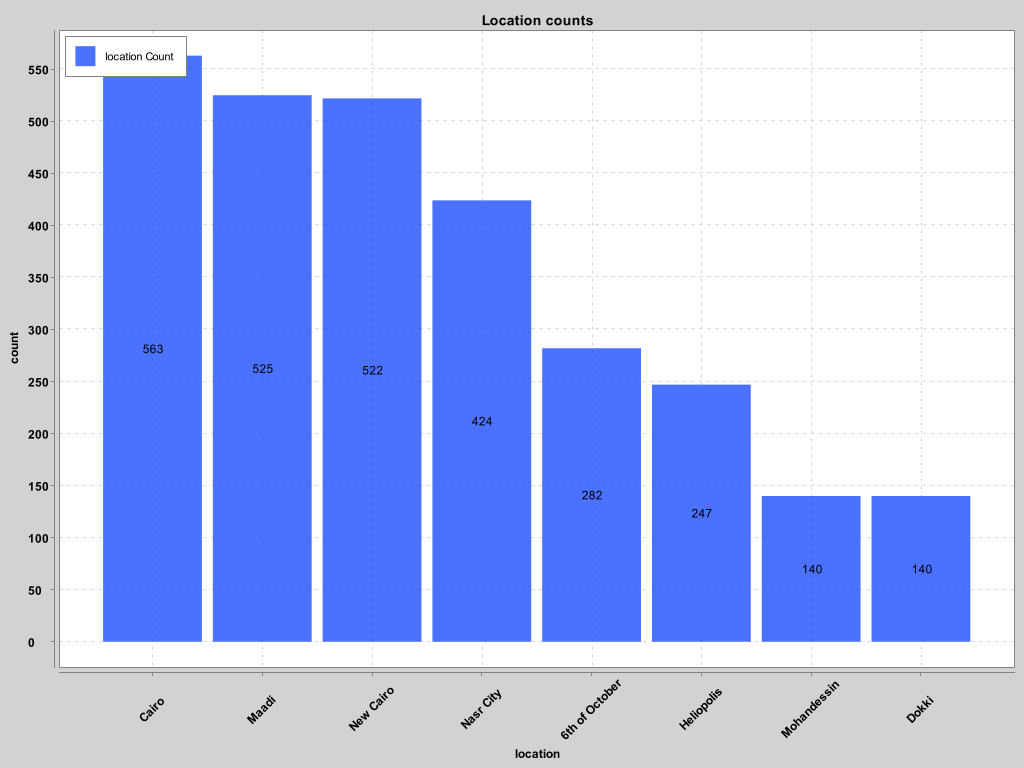 Location counts
location Count
550
500
450
400
350
300
250
200
150
100
50
0
count
563
525
522
424
282
247
140
140
Cairo
Maadi
New Cairo
Nasr City
6th of October
Heliopolis
Mohandessin
Dokki
location